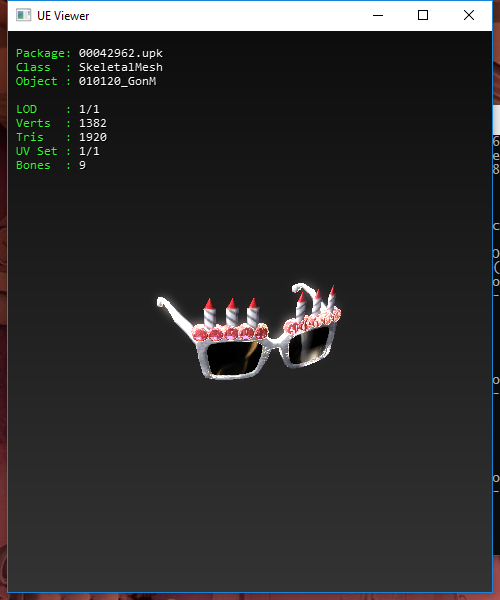 UE Viewer
Package: 00042962.upk
Class  : SkeletalMesh
Object : 010120_GonM
LOD    : 1/1
Verts  : 1382
Tris   : 1920
UV Set : 1/1
Bones  : 9